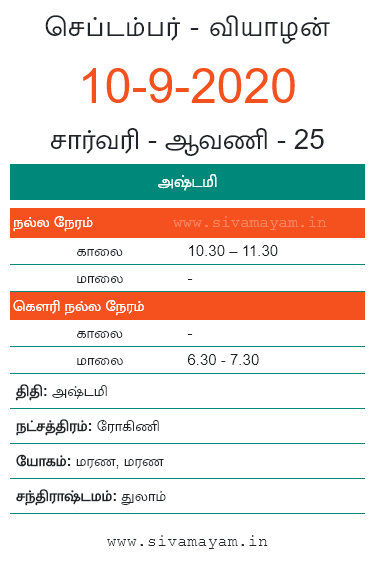 செப்டம்பர் - வியாழன்
10-9-2020
சார்வரி - ஆவணி - 25
அஷ்டமி
நல்ல நேரம் www.sivamayam.in
காலை 10.30 – 11.30
மாலை -
கௌரி நல்ல நேரம்
காலை -
மாலை 6.30 - 7.30
திதி: அஷ்டமி
நட்சத்திரம்: ரோகிணி
யோகம்: மரண, மரண
சந்திராஷ்டமம்: துலாம்
www.sivamayam.in